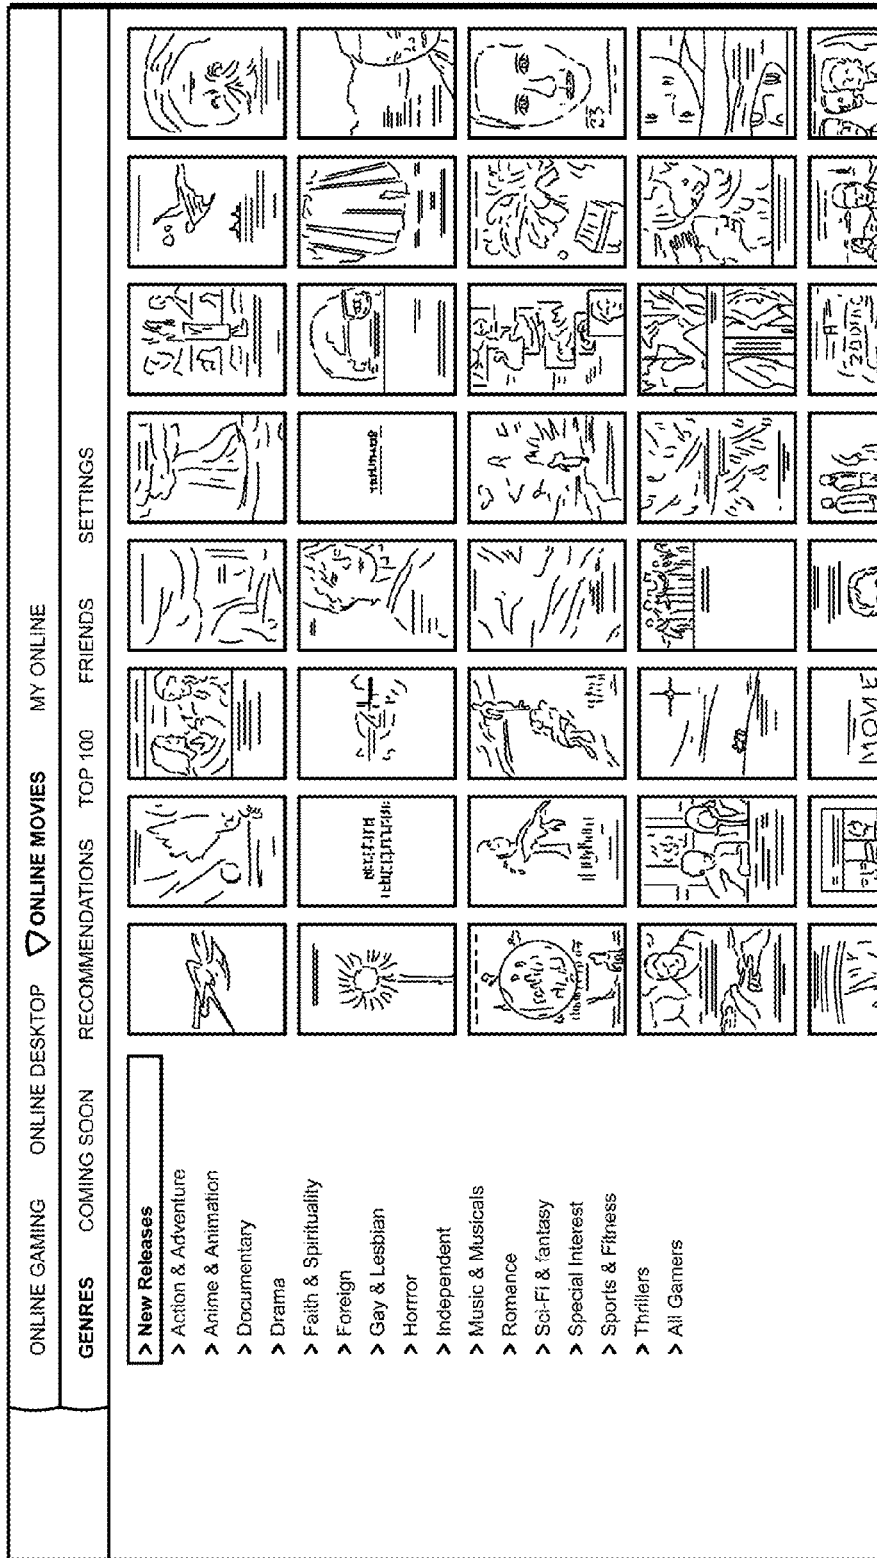 ONLINE GAMING ONLINE DESKTOP ONLINE MOVIES MY ONLINE
GENRES COMING SOON RECOMMENDATIONS TOP 100 FRIENDS SETTINGS
> New Releases
> Action & Adventure
> Anime & Animation
> Documentary
> Drama
> Faith & Spirituality
> Foreign
> Gay & Lesbian
> Horrror
> Independent
> Music & Musicals
> Romance
> Sci-Fi & fantasy
> Special Interest
> Sports & Fitness
> Thrillers
> All Gamers
23
MOVIE